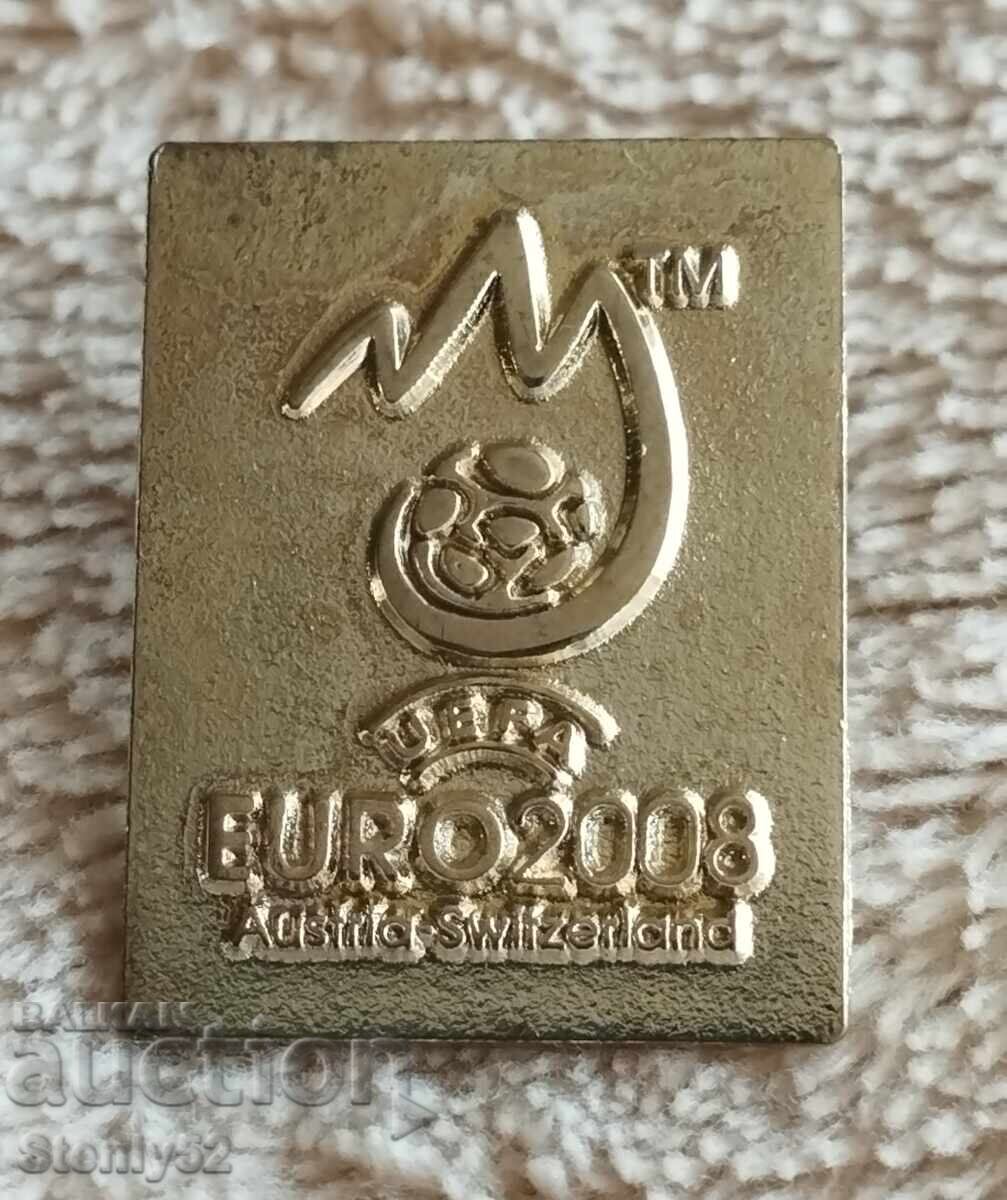 TM
UEFA
EURO2008
Austria-Switzerland
BALKAN
auction
Stonly52